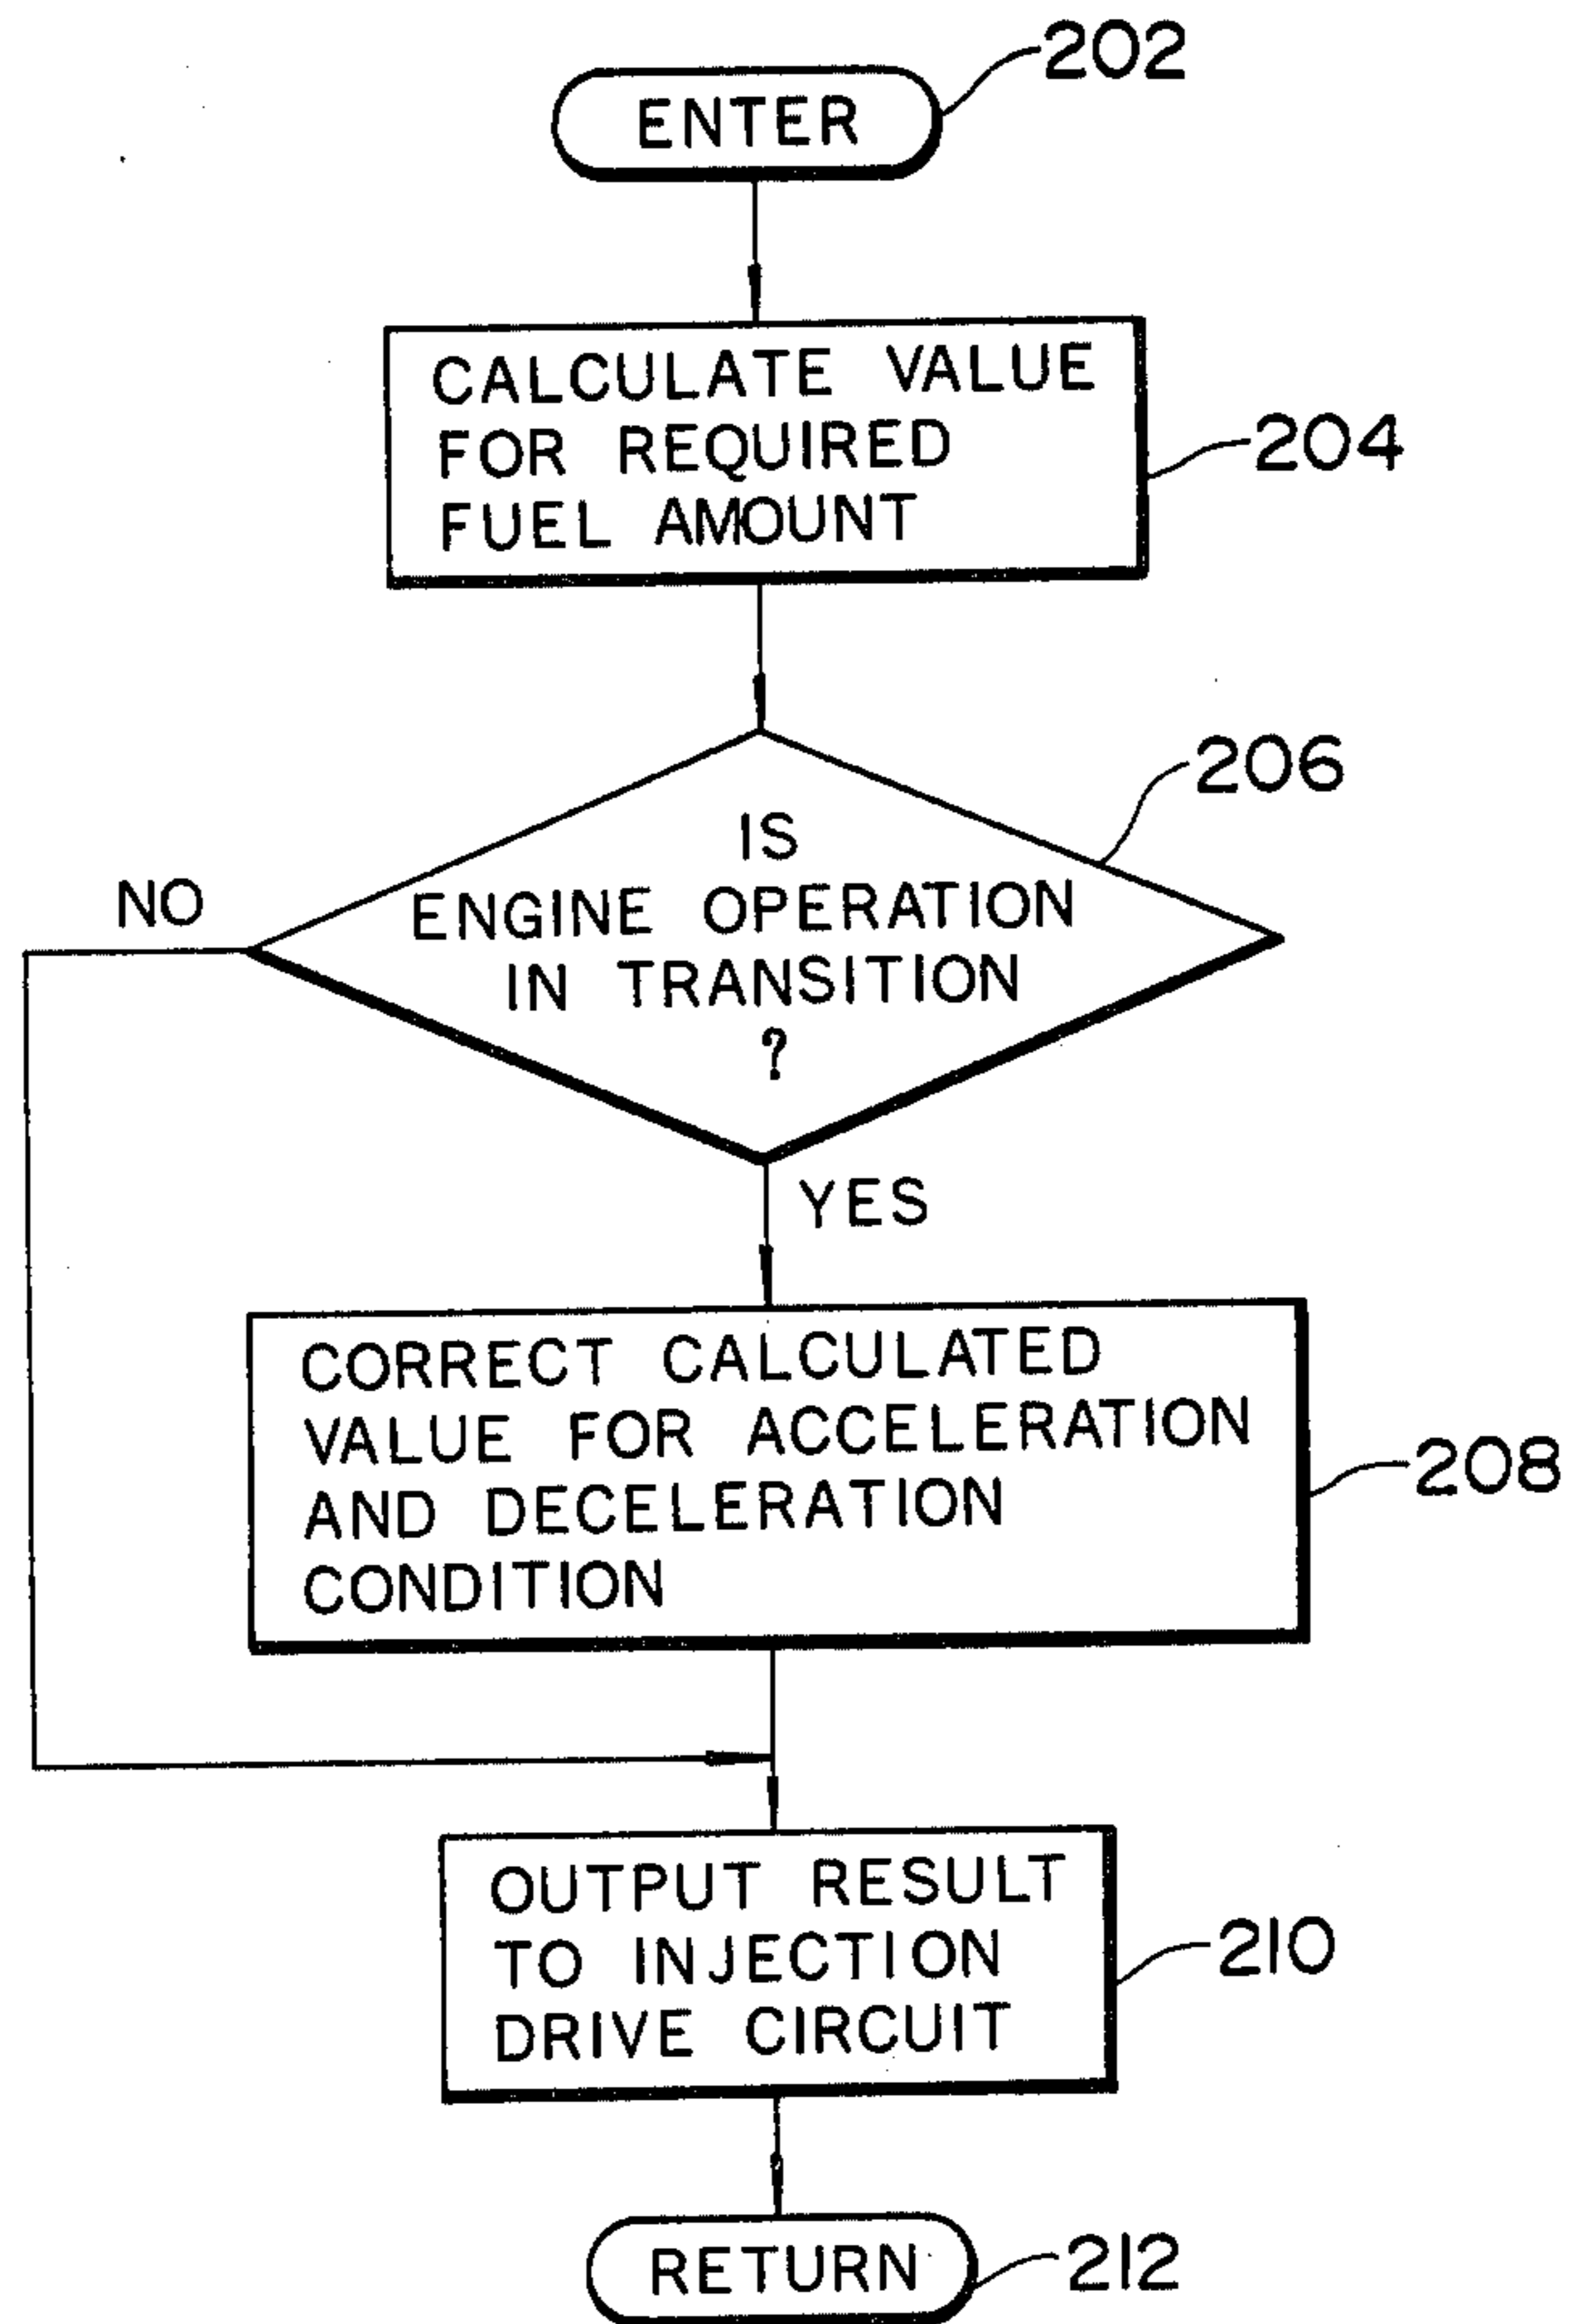 202
ENTER
CALCULATE VALUE
FOR REQUIRED
FUEL AMOUNT
204
206
IS
ENGINE OPERATION
IN TRANSITION
?
NO
YES
CORRECT CALCULATED
VALUE FOR ACCELERATION
AND DECELERATION
CONDITION
208
OUTPUT RESULT
TO INJECTION
DRIVE CIRCUIT
210
RETURN
212